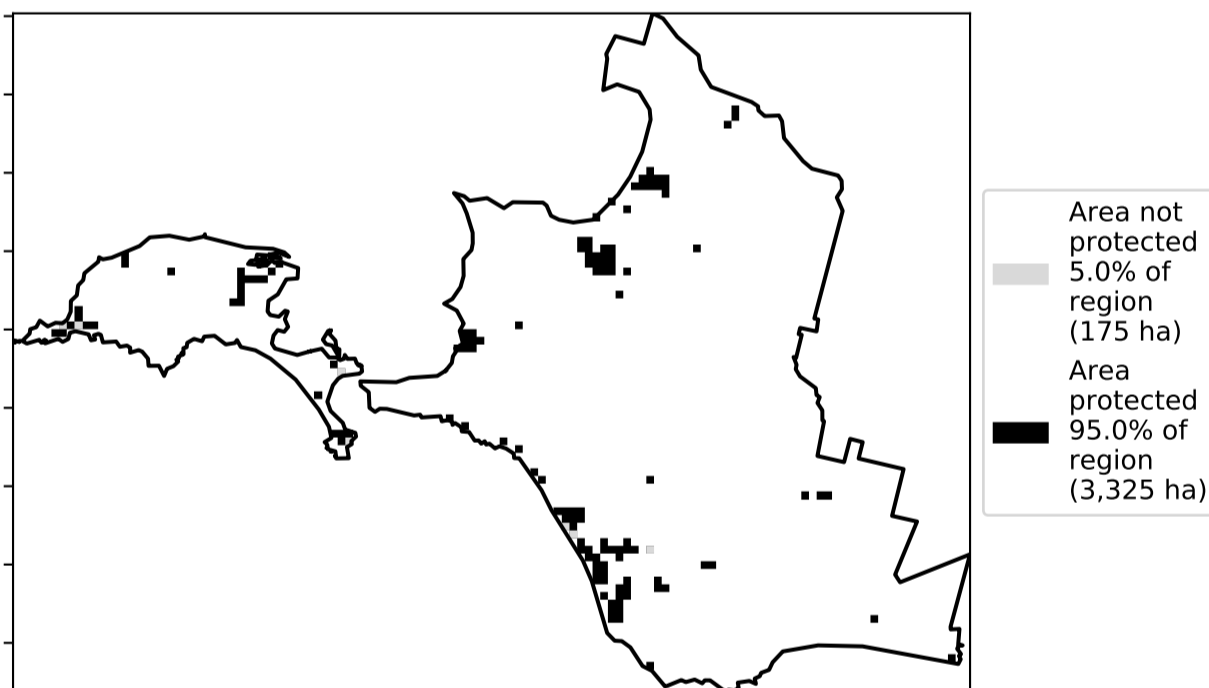 Area not
protected
5.0% of
region
(175 ha)
Area
protected
95.0% of
region
(3,325 ha)